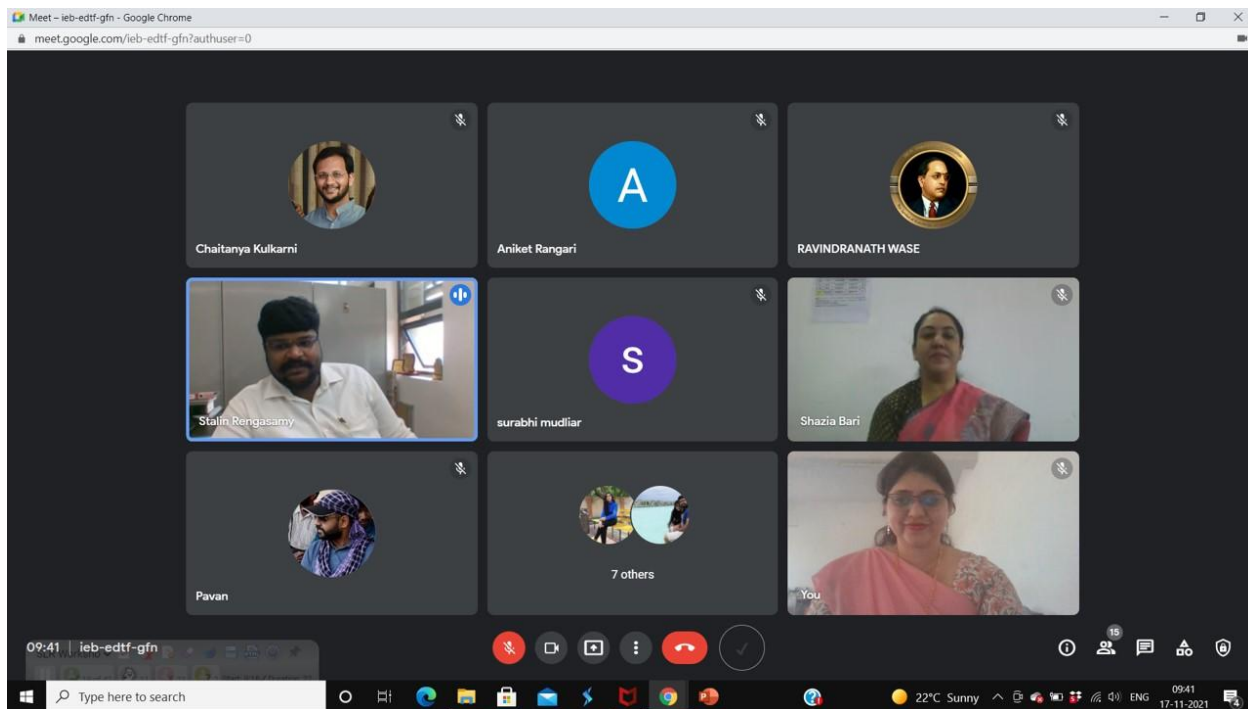 Meet – ieb-edtf-gfn - Google Chrome
meet.google.com/ieb-edtf-gfn?authuser=0
Chaitanya Kulkarni
A
Aniket Rangari
RAVINDRANATH WASE
Stalin Rengasamy
S
surabhi mudliar
Shazia Bari
Pavan
7 others
You
09:41 | ieb-edtf-gfn
15
Type here to search
22°C Sunny
ENG
09:41
17-11-2021
4